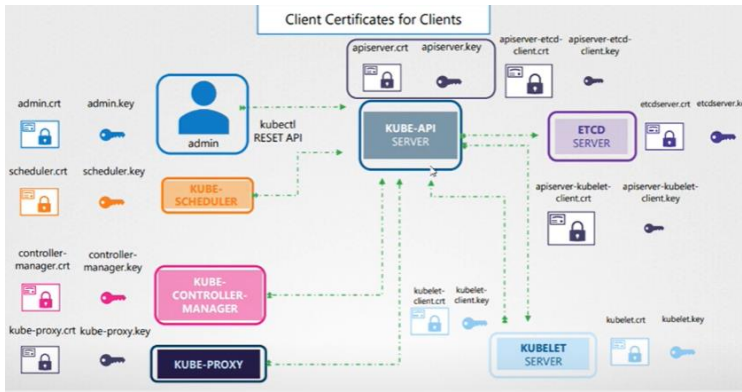 Client Certificates for Clients
apiserver.crt apiserver.key
apiserver-etcd-
client.crt
apiserver-etcd-
client.key
admin.crt admin.key
admin
kubectl
RESET API
KUBE-API
SERVER
ETCD
SERVER
etcdserver.crt etcdserver.key
scheduler.crt scheduler.key
KUBE-
SCHEDULER
apiserver-kubelet-
client.crt
apiserver-kubelet-
client.key
controller-
manager.crt
controller-
manager.key
KUBE-
CONTROLLER-
MANAGER
kubelet-
client.crt
kubelet-
client.key
kube-proxy.crt kube-proxy.key
KUBE-PROXY
KUBELET
SERVER
kubelet.crt kubelet.key